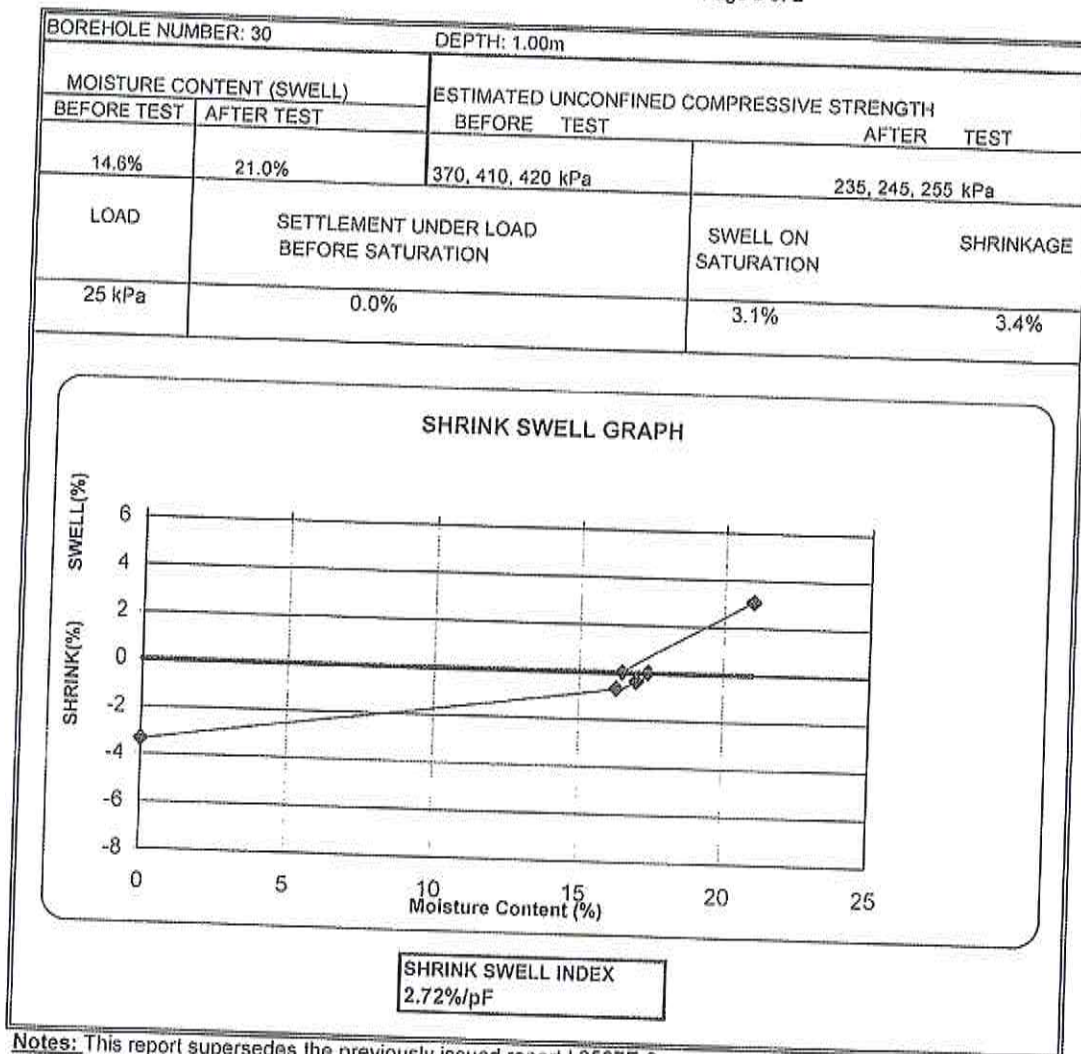 BOREHOLE NUMBER: 30 DEPTH: 1.00m
MOISTURE CONTENT (SWELL)
BEFORE TEST AFTER TEST
ESTIMATED UNCONFINED COMPRESSIVE STRENGTH
BEFORE TEST AFTER TEST
14.6% 21.0% 370, 410, 420 kPa 235, 245, 255 kPa
LOAD
SETTLEMENT UNDER LOAD
BEFORE SATURATION
SWELL ON
SATURATION
SHRINKAGE
25 kPa 0.0% 3.1% 3.4%
SHRINK SWELL GRAPH
SHRINK(%) SWELL(%)
6
4
2
0
-2
-4
-6
-8
0 5 10 15 20 25
Moisture Content (%)
SHRINK SWELL INDEX
2.72%/pF
Notes: This report supersedes the previously issued report